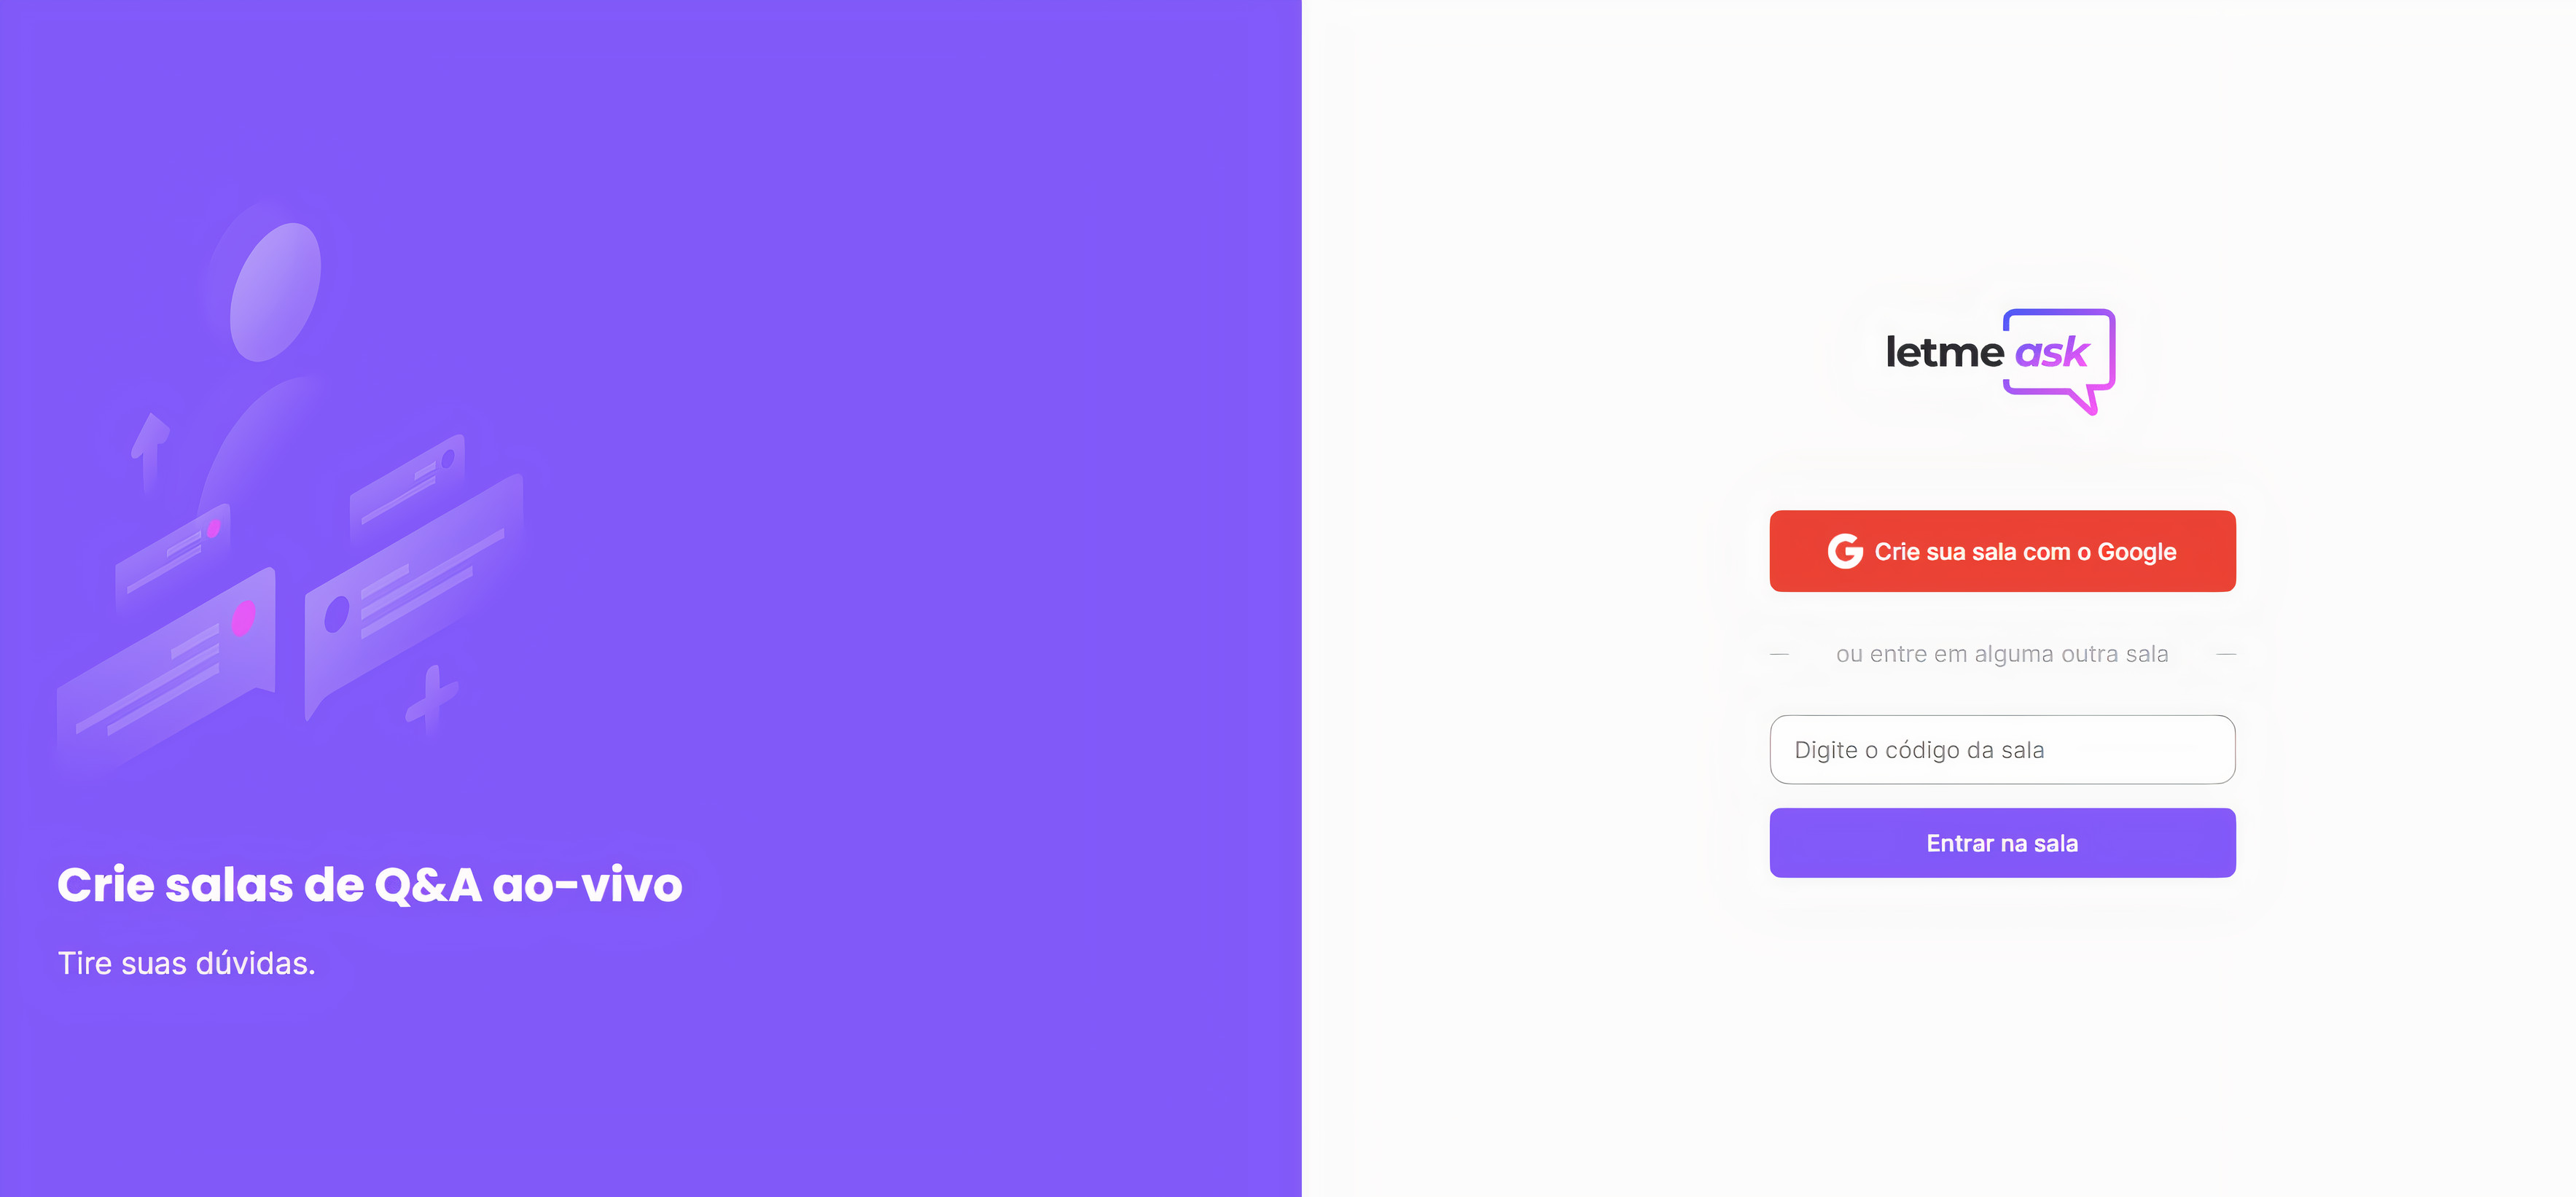 Crie salas de Q&A ao-vivo
Tire suas dúvidas.
letme ask
Crie sua sala com o Google
ou entre em alguma outra sala
Digite o código da sala
Entrar na sala